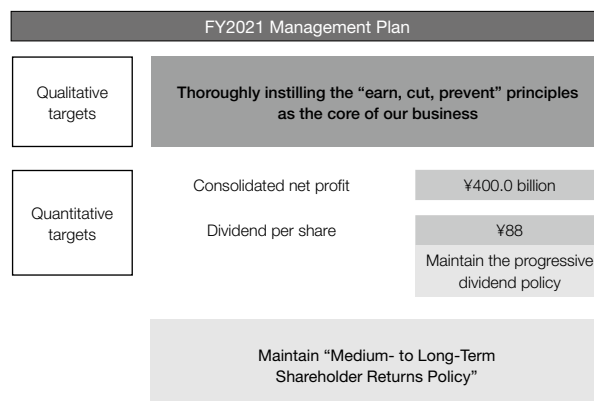 FY2021 Management Plan
Qualitative
targets
Thoroughly instilling the “earn, cut, prevent” principles
as the core of our business
Quantitative
targets
Consolidated net profit
¥400.0 billion
Dividend per share
¥88
Maintain the progressive
dividend policy
Maintain “Medium- to Long-Term
Shareholder Returns Policy”